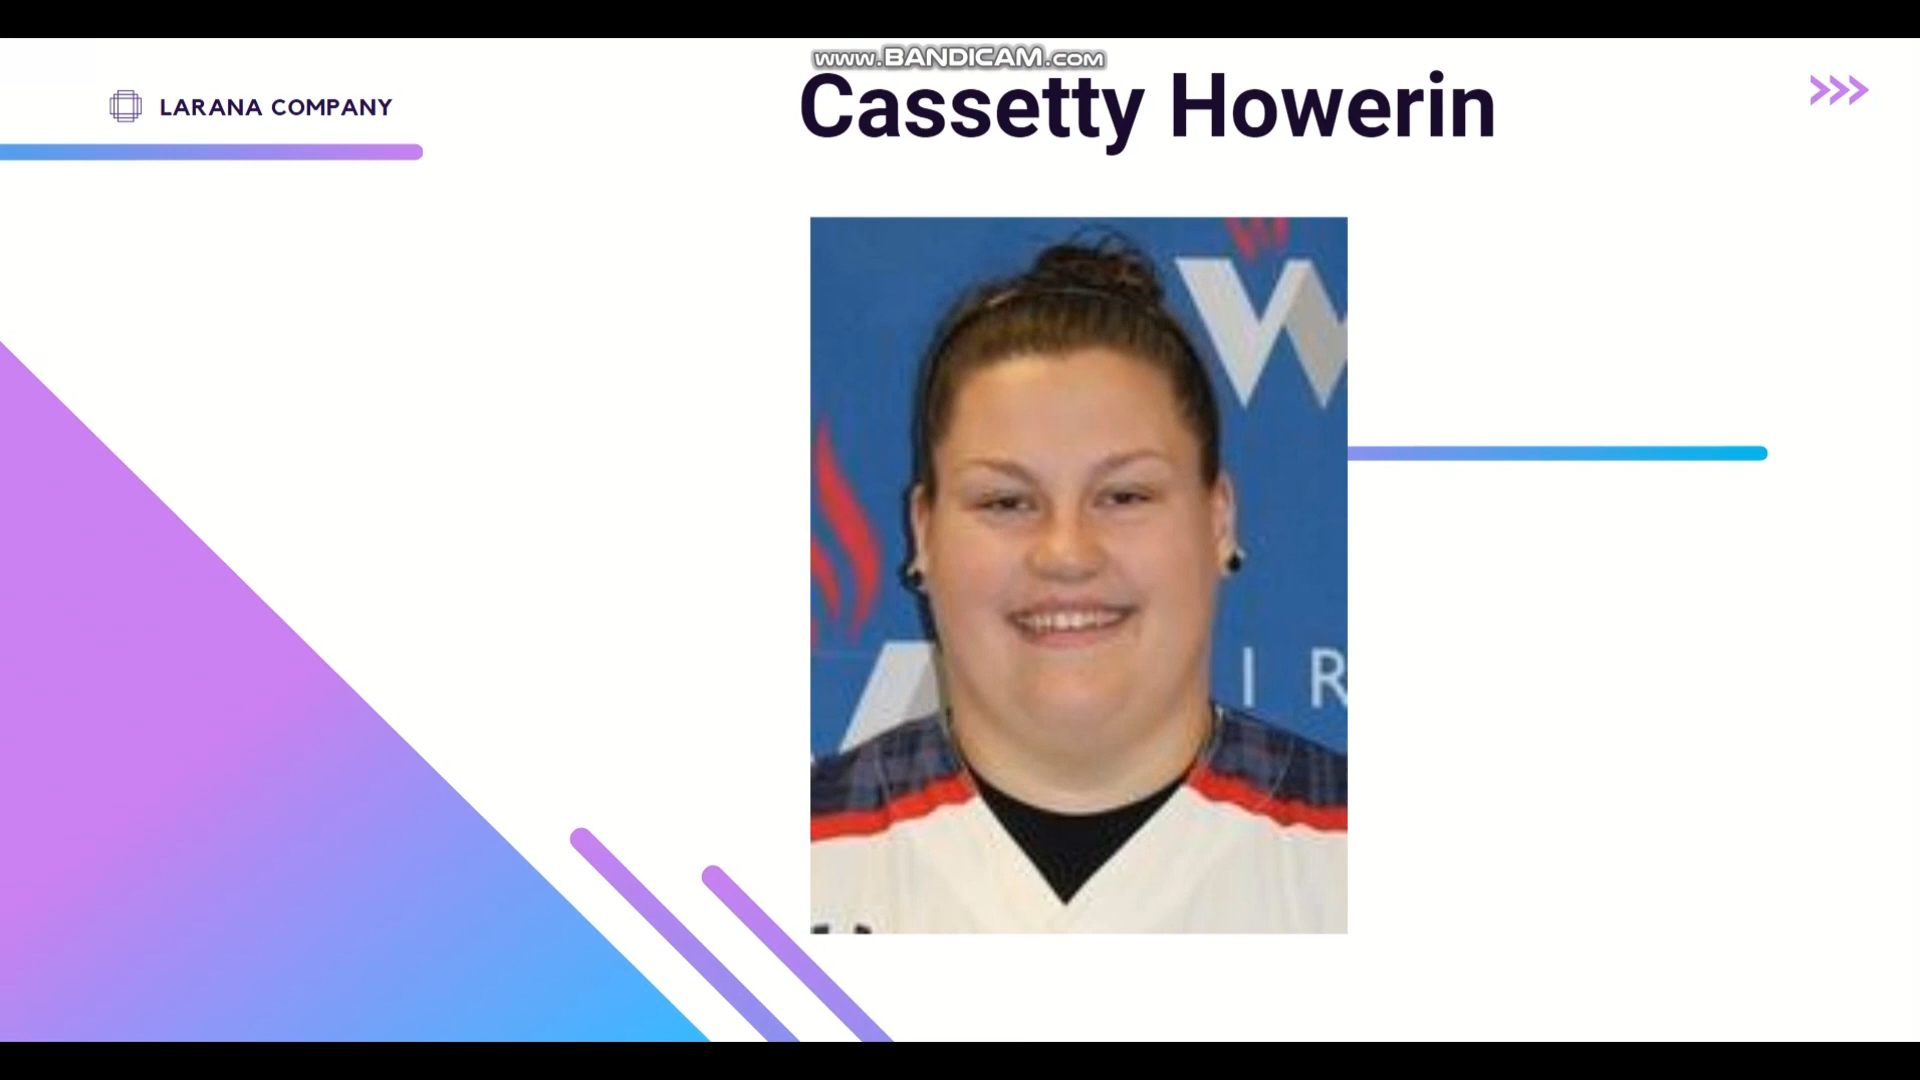 www.BANDICAM.com
Cassetty Howerin
LARANA COMPANY
W
I R